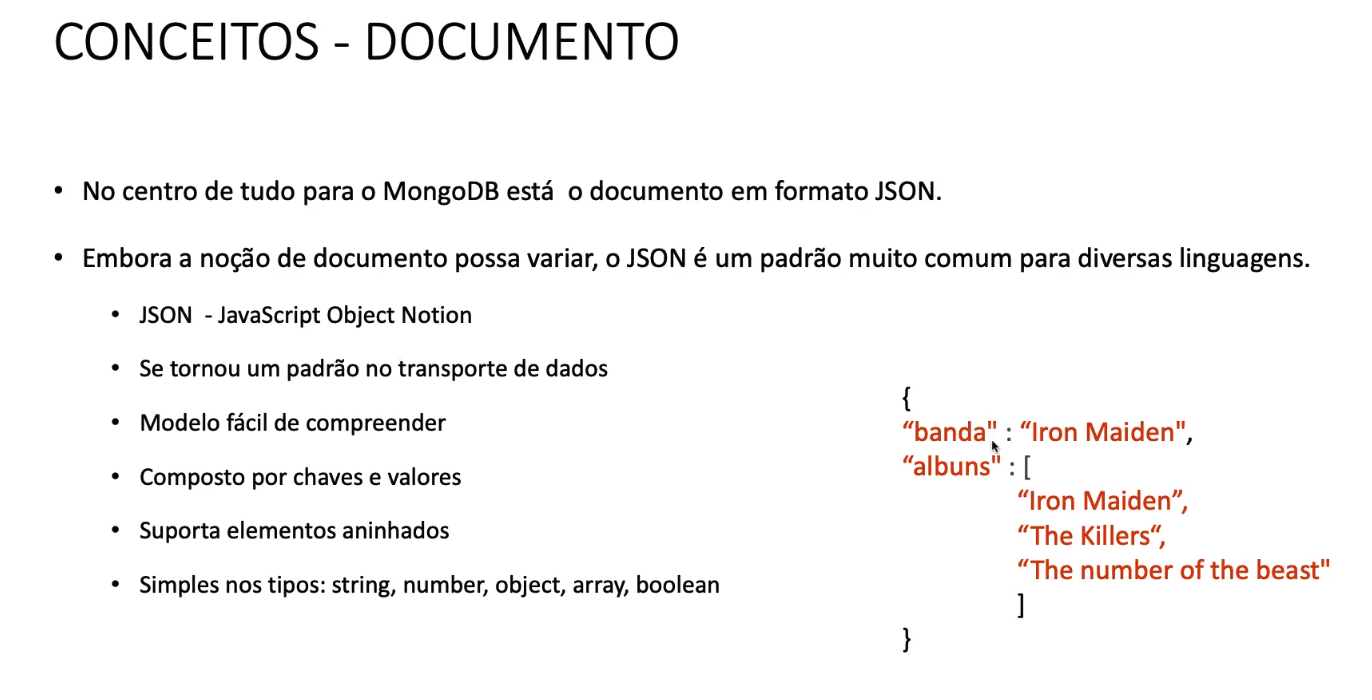 CONCEITOS - DOCUMENTO
• No centro de tudo para o MongoDB está o documento em formato JSON.
• Embora a noção de documento possa variar, o JSON é um padrão muito comum para diversas linguagens.
• JSON - JavaScript Object Notion
• Se tornou um padrão no transporte de dados
• Modelo fácil de compreender
• Composto por chaves e valores
• Suporta elementos aninhados
• Simples nos tipos: string, number, object, array, boolean
{
“banda" : “Iron Maiden",
“albuns" : [
“Iron Maiden”,
“The Killers“,
“The number of the beast"
]
}